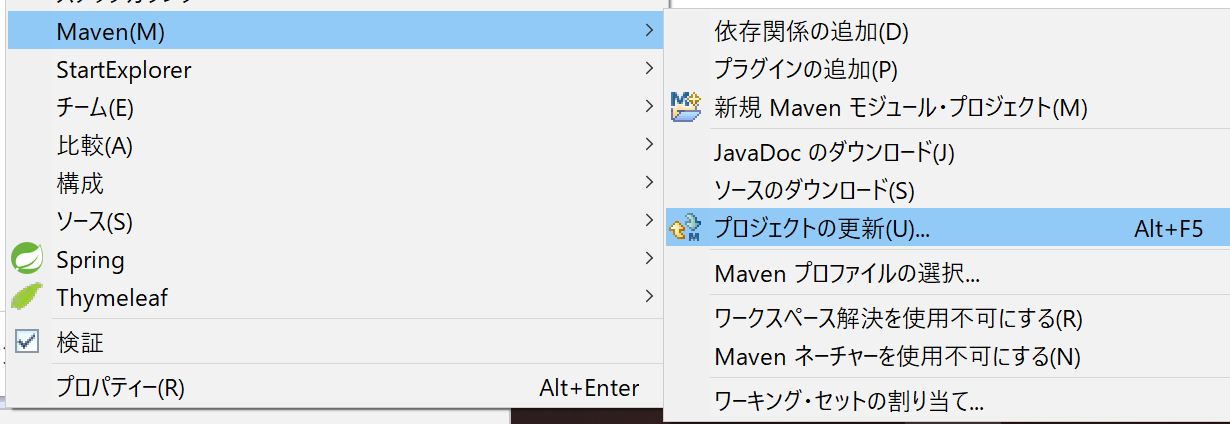 Maven(M)
StartExplorer
チーム(E)
比較(A)
構成
ソース(S)
Spring
Thymeleaf
検証
プロパティー(R) Alt+Enter
依存関係の追加(D)
プラグインの追加(P)
新規 Maven モジュール・プロジェクト(M)
JavaDoc のダウンロード(J)
ソースのダウンロード(S)
プロジェクトの更新(U)... Alt+F5
Maven プロファイルの選択...
ワークスペース解決を使用不可にする(R)
Maven ネーチャーを使用不可にする(N)
ワーキング・セットの割り当て...